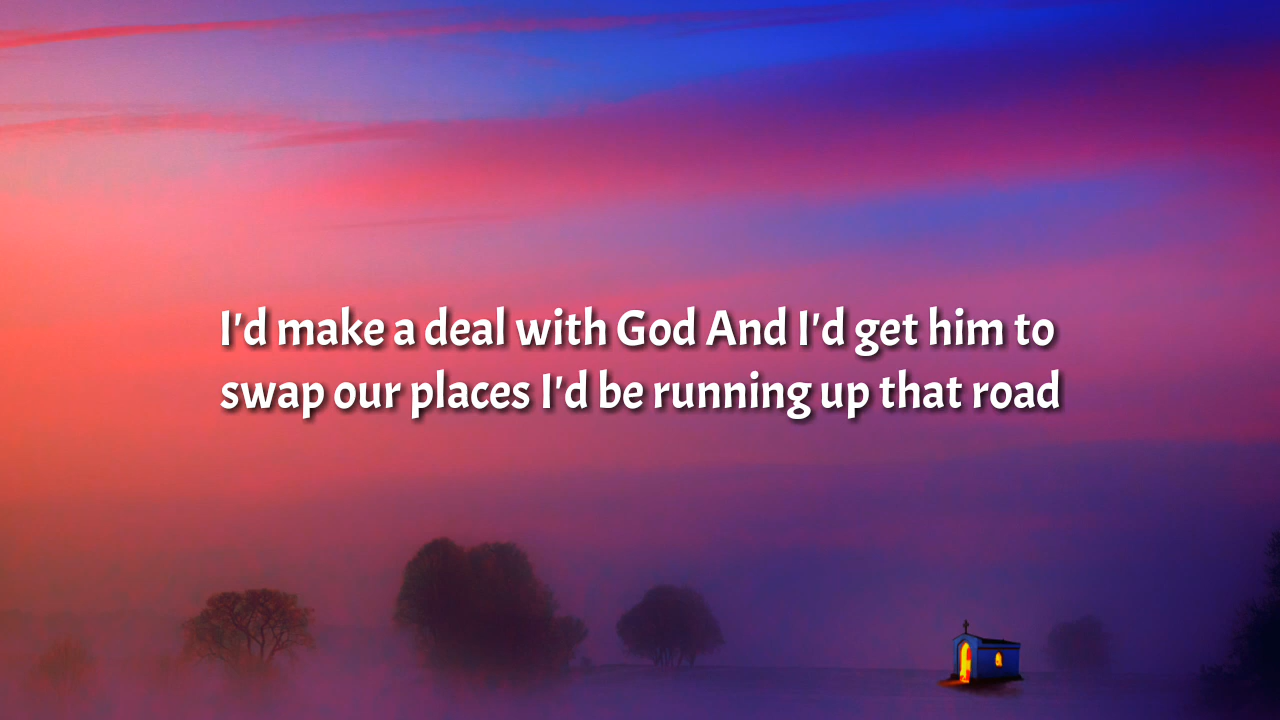 I'd make a deal with God And I'd get him to
swap our places I'd be running up that road